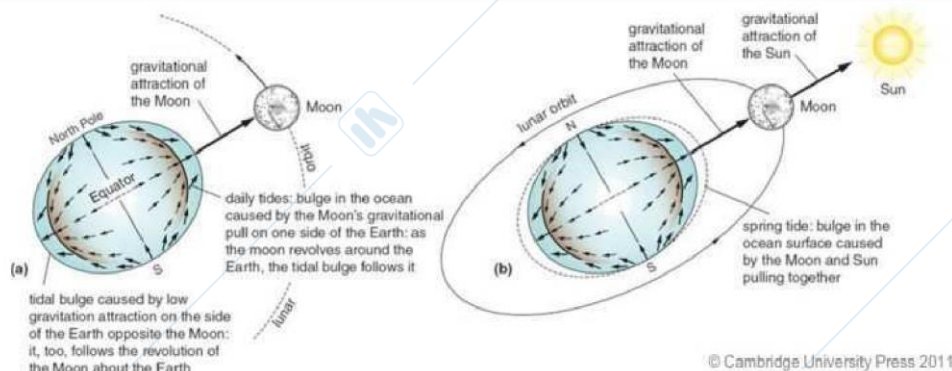 gravitational
attraction of
the Moon
Moon
North Pole
Equator
S
orbit
lunar
daily tides: bulge in the ocean
caused by the Moon's gravitational
pull on one side of the Earth: as
the moon revolves around the
Earth, the tidal bulge follows it
(a)
tidal bulge caused by low
gravitation attraction on the side
of the Earth opposite the Moon:
it, too, follows the revolution of
the Moon about the Earth
gravitational
attraction of
the Moon
gravitational
attraction of
the Sun
Sun
Moon
lunar orbit
N
S
spring tide: bulge in the
ocean surface caused
by the Moon and Sun
pulling together
(b)
© Cambridge University Press 2011